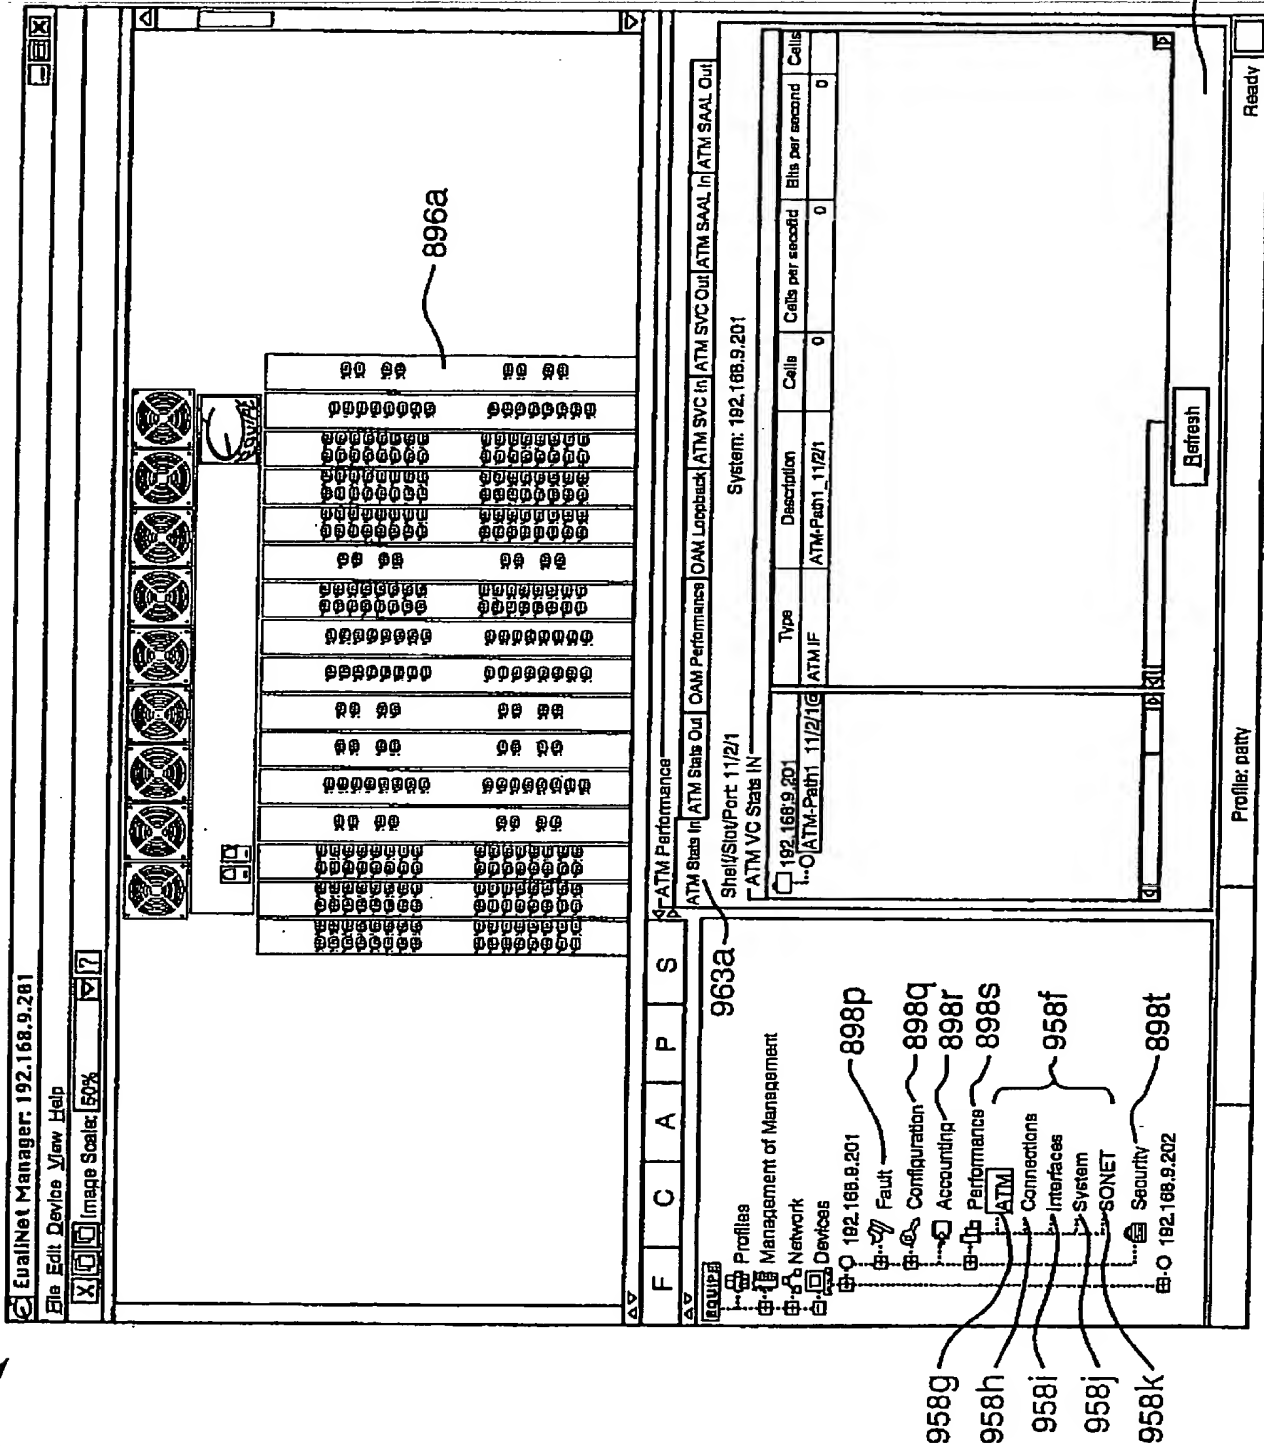 EualiNet Manager: 192.168.9.201
File Edit Device View Help
Image Scale: 50%
?
896a
F C A P S
EQUIPE
Profiles
Management of Management
Network
Devices
192.168.9.201
Fault
Configuration
Accounting
Performance
ATM
Connections
Interfaces
System
SONET
Security
192.168.9.202
898p
898q
898r
898s
958f
898t
958g
958h
958i
958j
958k
963a
ATM Performance
ATM Stats In ATM Stats Out OAM Performance OAM Loopback ATM SVC In ATM SVC Out ATM SAAL In ATM SAAL Out
Shelf/Slot/Port: 11/2/1 System: 192.168.9.201
ATM VC Stats IN
192.168.9.201
ATM-Path1_11/2/1@
Type Description Cells Cells per second Bits per second Cells
ATM IF ATM-Path1_11/2/1 0 0 0
Refresh
Profile: patty
Ready